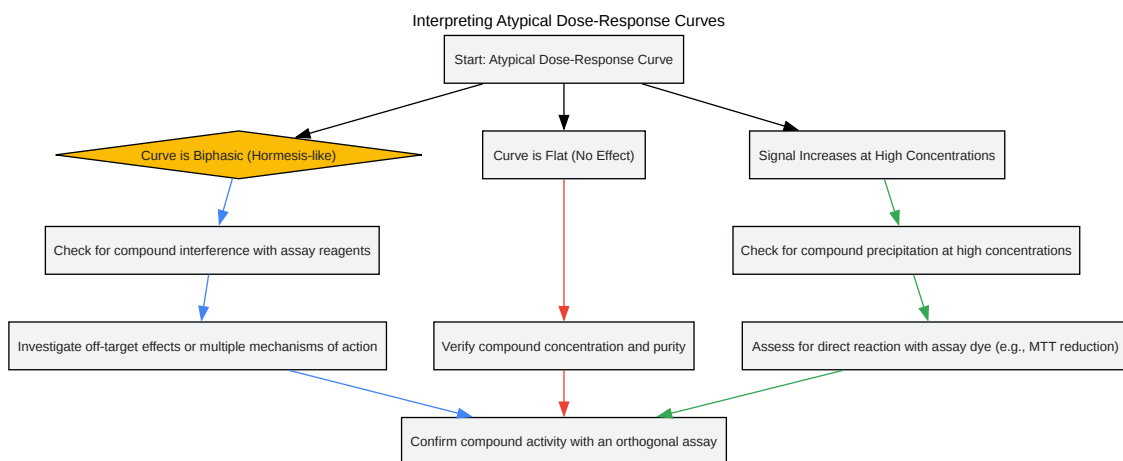 Interpreting Atypical Dose-Response Curves
Start: Atypical Dose-Response Curve
Curve is Biphasic (Hormesis-like)
Curve is Flat (No Effect)
Signal Increases at High Concentrations
Check for compound interference with assay reagents
Check for compound precipitation at high concentrations
Investigate off-target effects or multiple mechanisms of action
Verify compound concentration and purity
Assess for direct reaction with assay dye (e.g., MTT reduction)
Confirm compound activity with an orthogonal assay